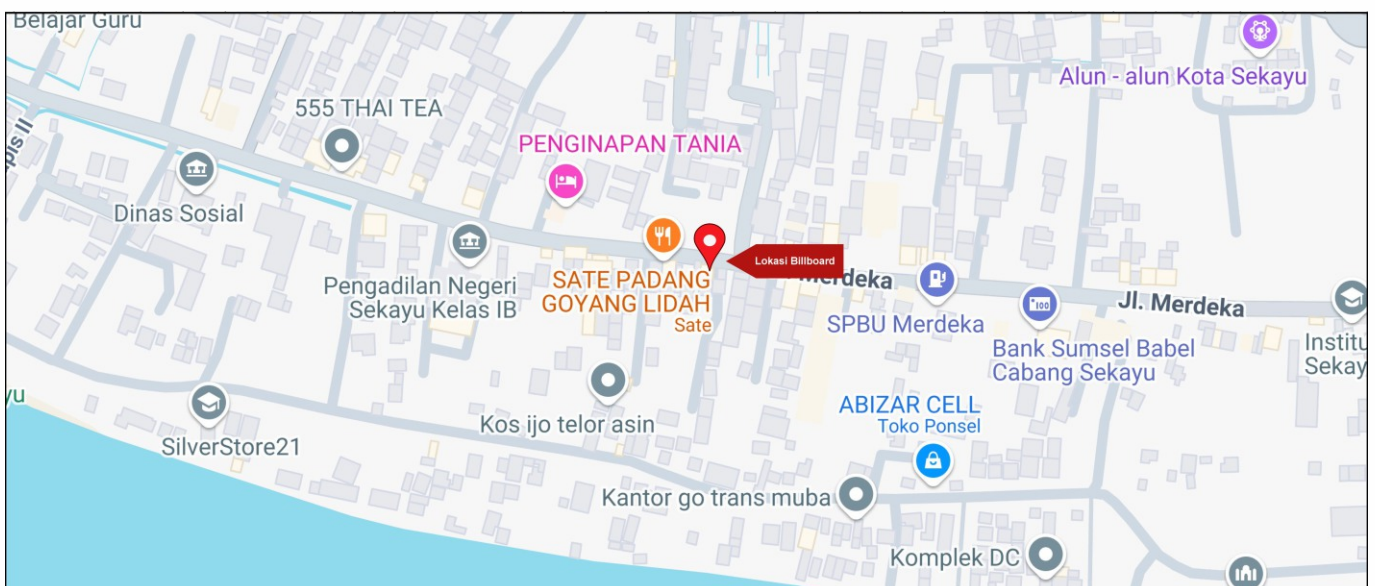 Belajar Guru
Alun - alun Kota Sekayu
555 THAI TEA
PENGINAPAN TANIA
Dinas Sosial
Lokasi Billboard
Merdeka
Jl. Merdeka
Pengadilan Negeri
Sekayu Kelas IB
SATE PADANG
GOYANG LIDAH
Sate
SPBU Merdeka
Bank Sumsel Babel
Cabang Sekayu
100
Institu
Sekay
ABIZAR CELL
Toko Ponsel
Kos ijo telor asin
SilverStore21
Kantor go trans muba
Komplek DC